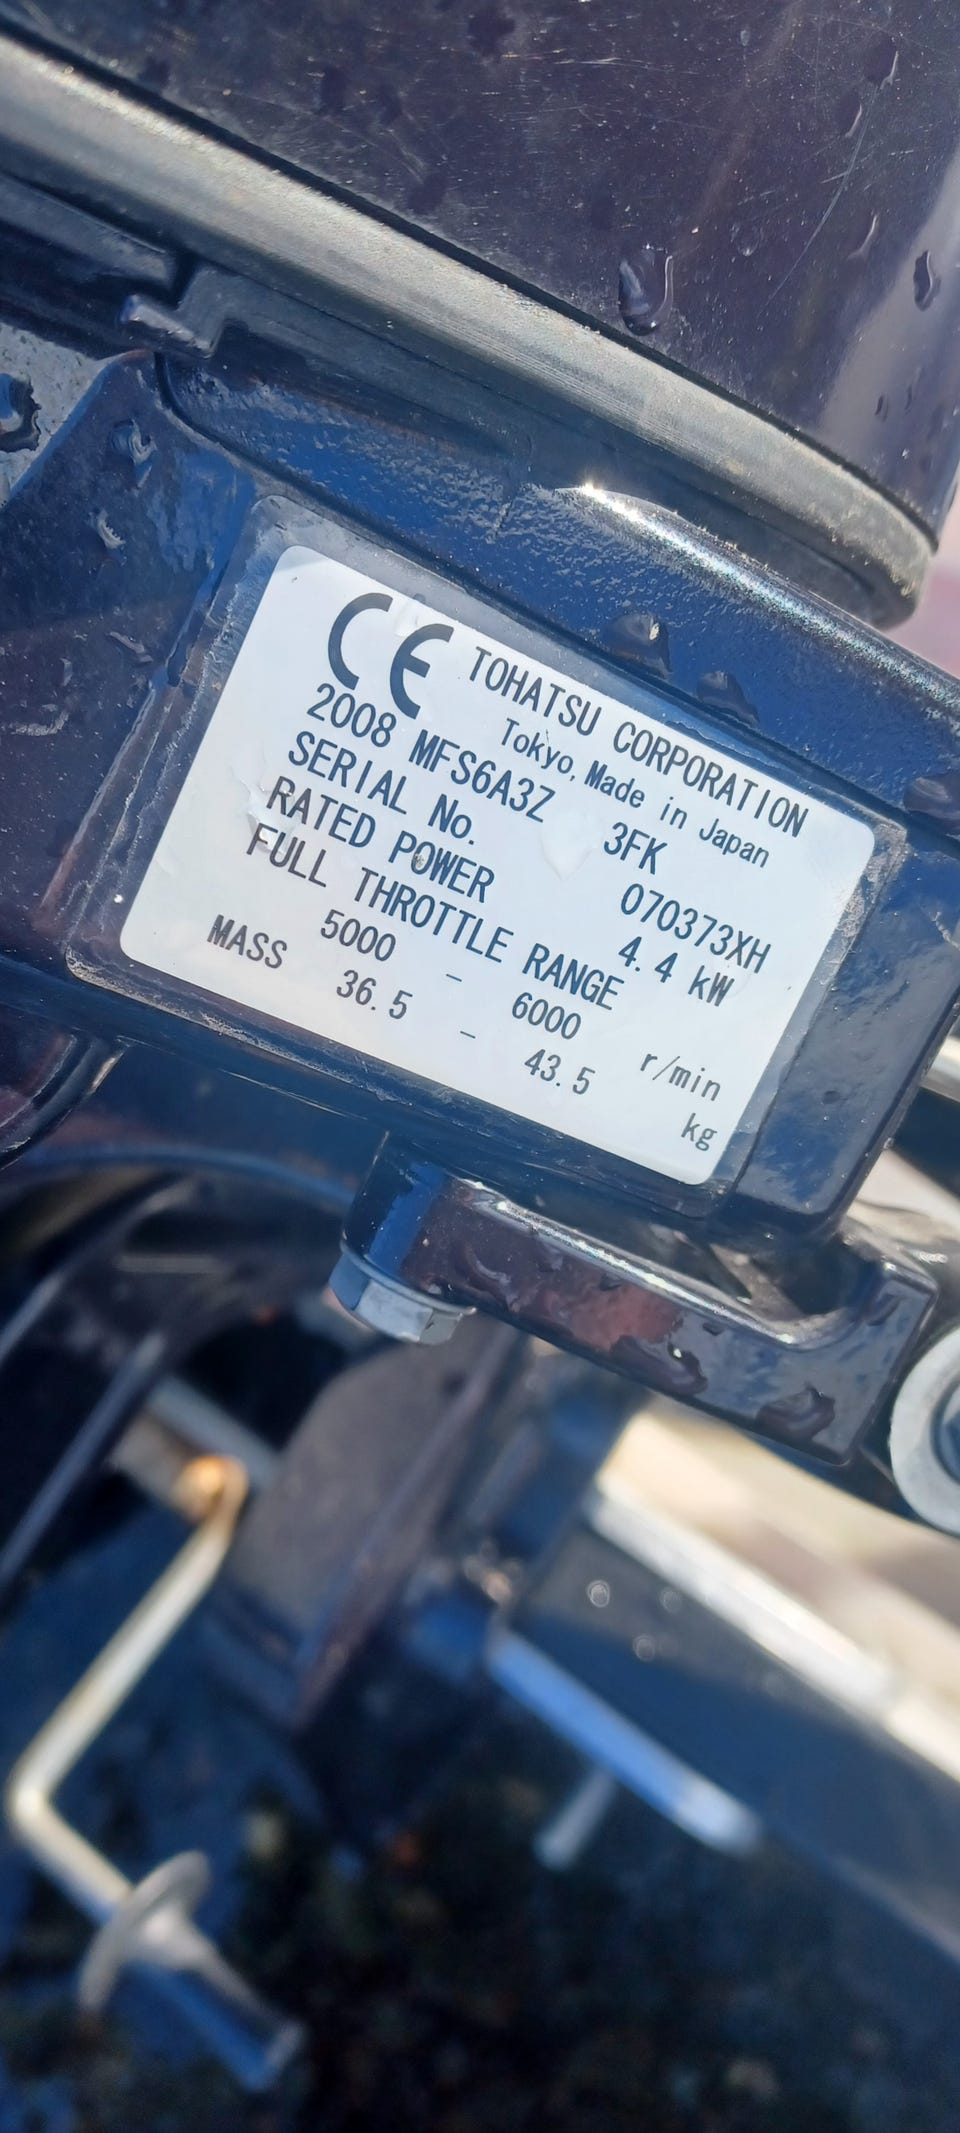 CE TOHATSU CORPORATION
Tokyo, Made in Japan
2008 MFS6A3Z 3FK
SERIAL No. 070373XH
RATED POWER 4.4 kW
FULL THROTTLE RANGE
5000 - 6000 r/min
MASS 36.5 - 43.5 kg